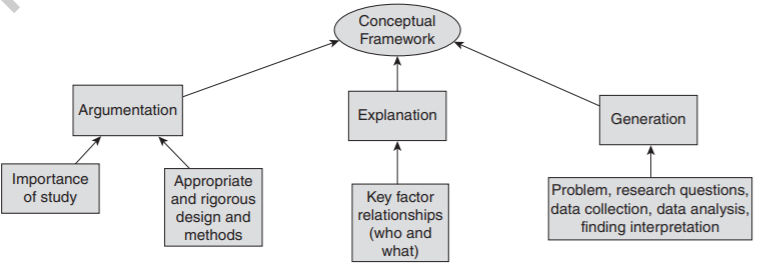 Conceptual
Framework
Argumentation
Explanation
Generation
Importance
of study
Appropriate
and rigorous
design and
methods
Key factor
relationships
(who and
what)
Problem, research questions,
data collection, data analysis,
finding interpretation